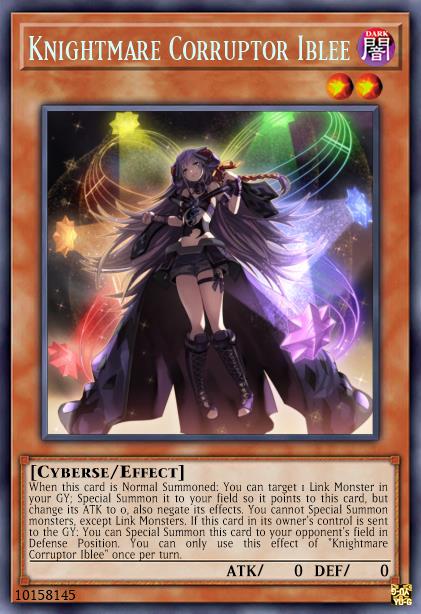 Knightmare Corruptor Iblee
DARK
闇
[Cyberse/Effect]
When this card is Normal Summoned: You can target 1 Link Monster in
your GY; Special Summon it to your field so it points to this card, but
change its ATK to 0, also negate its effects. You cannot Special Summon
monsters, except Link Monsters. If this card in its owner's control is sent
to the GY: You can Special Summon this card to your opponent's field in
Defense Position. You can only use this effect of "Knightmare
Corruptor Iblee" once per turn.
ATK/ 0 DEF/ 0
10158145